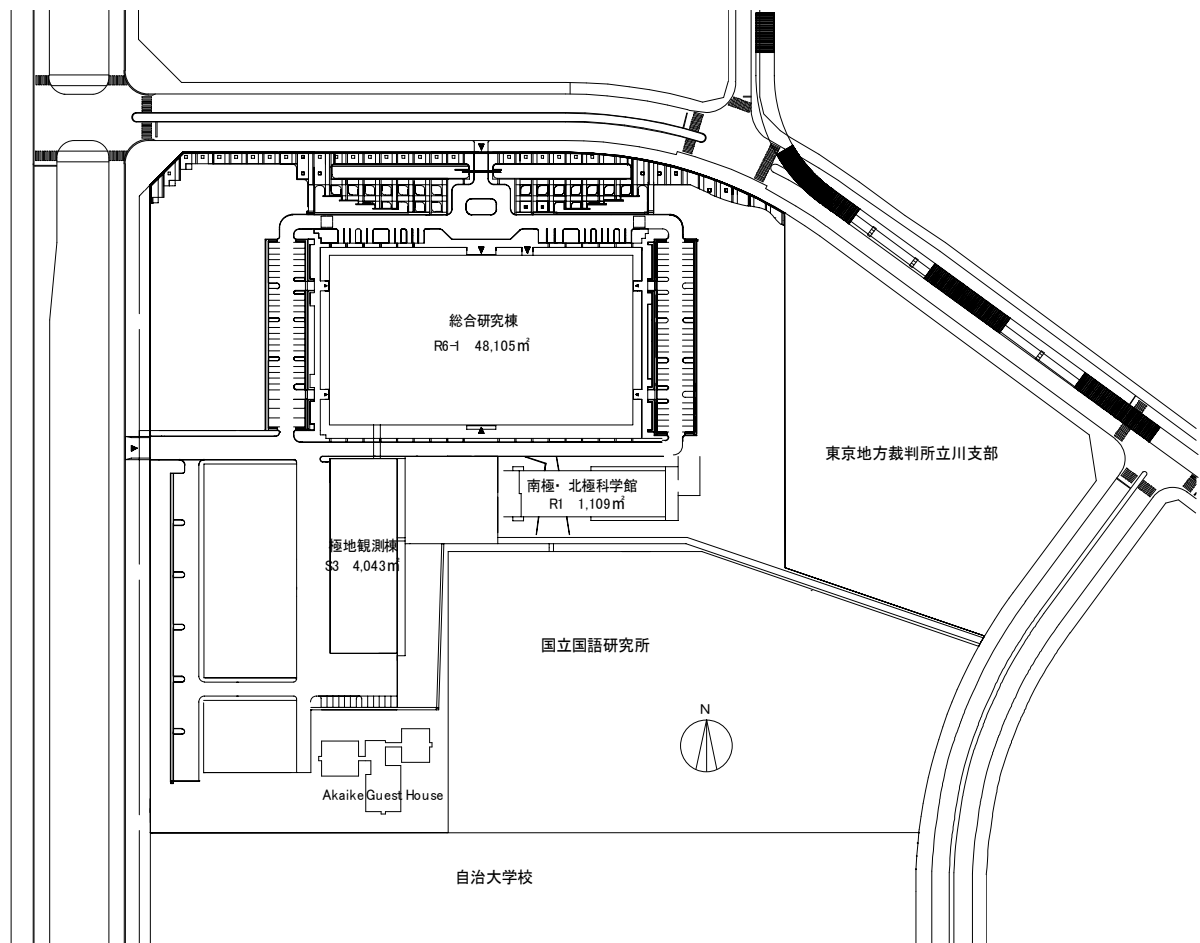 総合研究棟
R6-1 48,105㎡
東京地方裁判所立川支部
南極・北極科学館
R1 1,109㎡
極地観測棟
S3 4,043㎡
国立国語研究所
N
Akaike Guest House
自治大学校